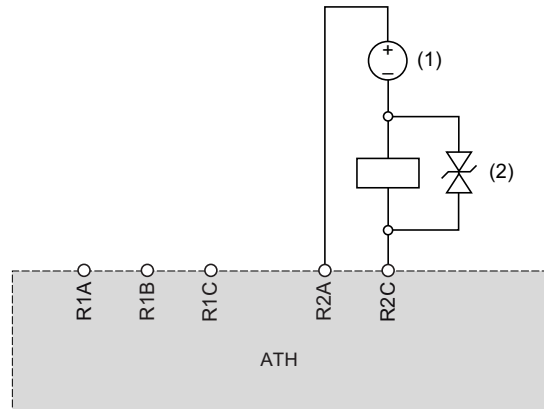 +
(1)
−
(2)
R1A
R1B
R1C
R2A
R2C
ATH